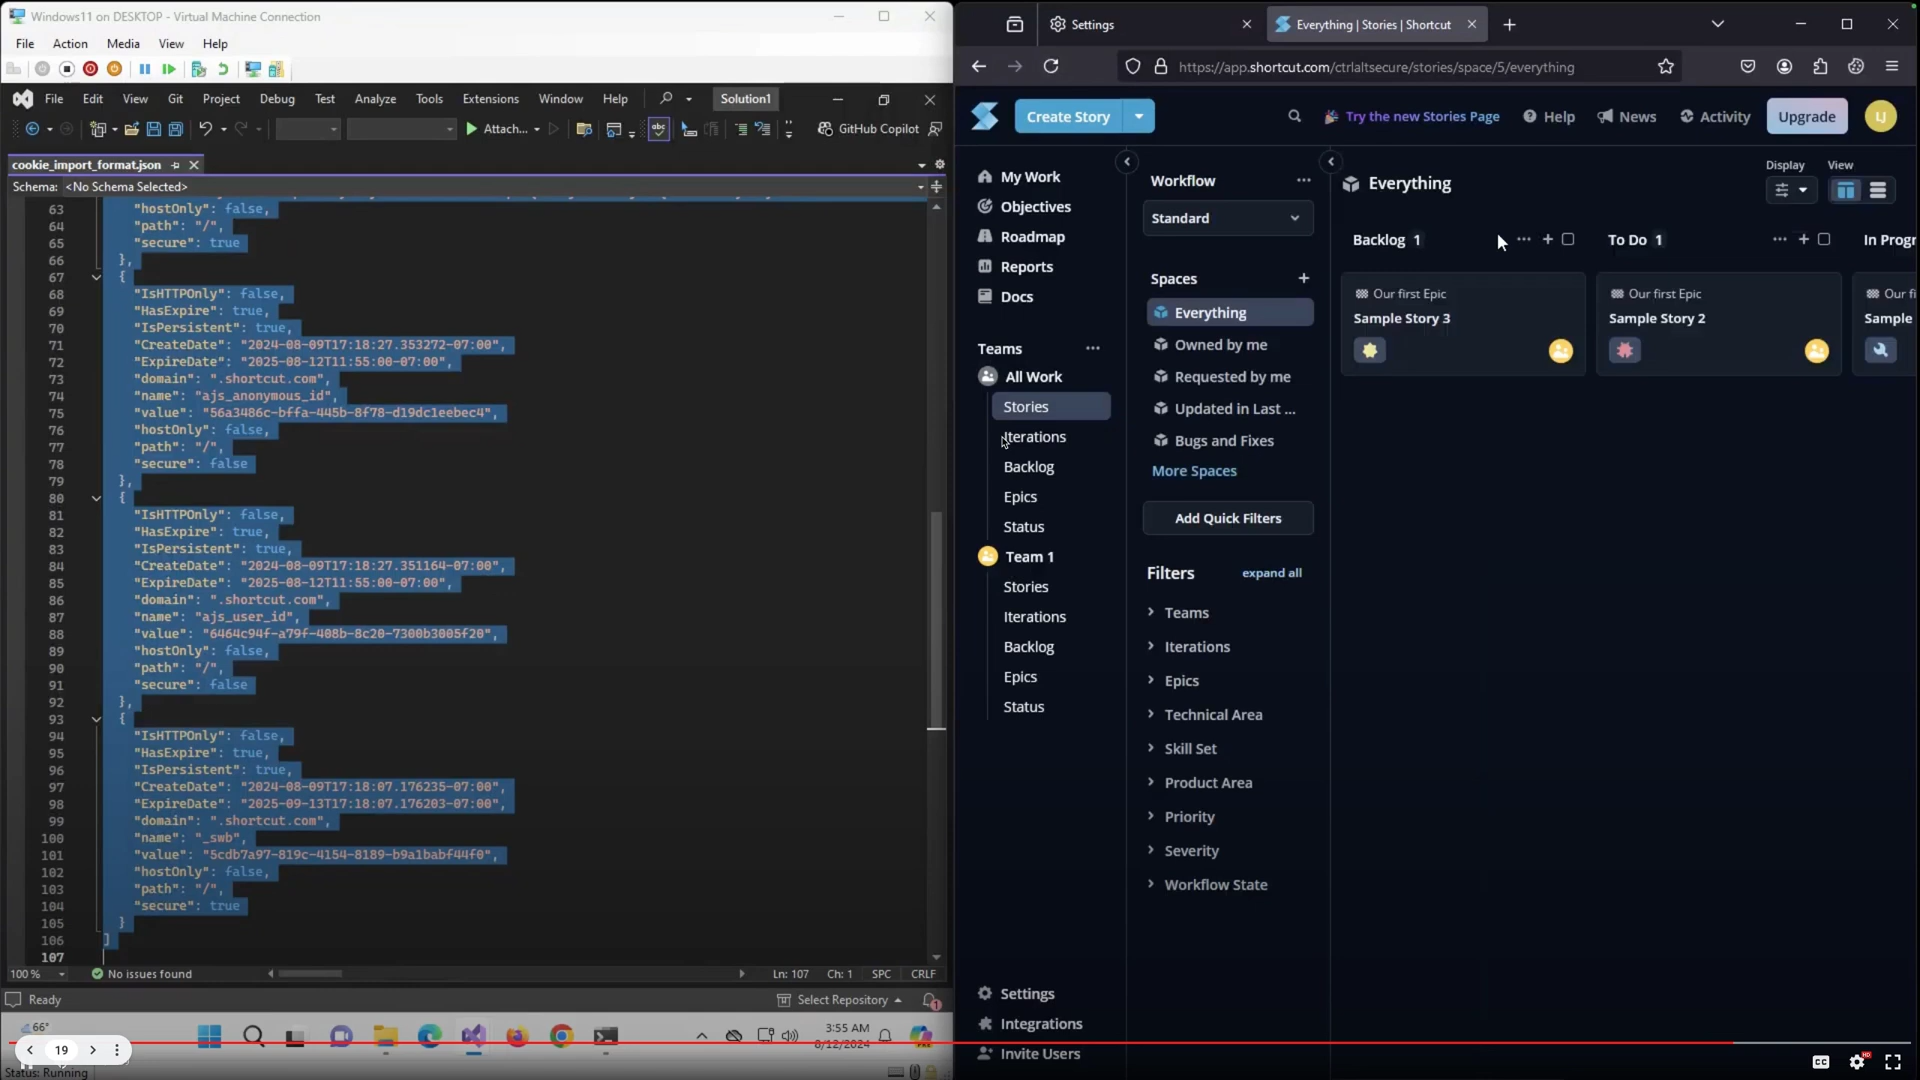 Windows11 on DESKTOP - Virtual Machine Connection
File Action Media View Help
File Edit View Git Project Debug Test Analyze Tools Extensions Window Help Solution1
Attach... GitHub Copilot
cookie_import_format.json
Schema: <No Schema Selected>
63 "hostOnly": false,
64 "path": "/",
65 "secure": true
66 },
67 {
68 "IsHTTPOnly": false,
69 "HasExpire": true,
70 "IsPersistent": true,
71 "CreateDate": "2024-08-09T17:18:27.353272-07:00",
72 "ExpireDate": "2025-08-12T11:55:00-07:00",
73 "domain": ".shortcut.com",
74 "name": "ajs_anonymous_id",
75 "value": "56a3486c-bffa-445b-8f78-d19dc1eebec4",
76 "hostOnly": false,
77 "path": "/",
78 "secure": false
79 },
80 {
81 "IsHTTPOnly": false,
82 "HasExpire": true,
83 "IsPersistent": true,
84 "CreateDate": "2024-08-09T17:18:27.351164-07:00",
85 "ExpireDate": "2025-08-12T11:55:00-07:00",
86 "domain": ".shortcut.com",
87 "name": "ajs_user_id",
88 "value": "6464c94f-a79f-408b-8c20-7300b3005f20",
89 "hostOnly": false,
90 "path": "/",
91 "secure": false
92 },
93 {
94 "IsHTTPOnly": false,
95 "HasExpire": true,
96 "IsPersistent": true,
97 "CreateDate": "2024-08-09T17:18:07.176235-07:00",
98 "ExpireDate": "2025-09-13T17:18:07.176203-07:00",
99 "domain": ".shortcut.com",
100 "name": "_swb",
101 "value": "5cdb7a97-819c-4154-8189-b9a1babf44f0",
102 "hostOnly": false,
103 "path": "/",
104 "secure": true
105 }
106 ]
107
100 % No issues found Ln: 107 Ch: 1 SPC CRLF
Ready Select Repository 1
66°
3:55 AM
8/12/2024
19
Status: Running
Settings
Everything | Stories | Shortcut
https://app.shortcut.com/ctrlaltsecure/stories/space/5/everything
Create Story
Try the new Stories Page
Help
News
Activity
Upgrade
LJ
My Work
Objectives
Roadmap
Reports
Docs
Teams
All Work
Stories
Iterations
Backlog
Epics
Status
Team 1
Stories
Iterations
Backlog
Epics
Status
Settings
Integrations
Invite Users
Workflow
Standard
Spaces
Everything
Owned by me
Requested by me
Updated in Last ...
Bugs and Fixes
More Spaces
Add Quick Filters
Filters expand all
Teams
Iterations
Epics
Technical Area
Skill Set
Product Area
Priority
Severity
Workflow State
Everything
Display View
Backlog 1
Our first Epic
Sample Story 3
To Do 1
Our first Epic
Sample Story 2
In Progr
Our fi
Sample
CC
HD